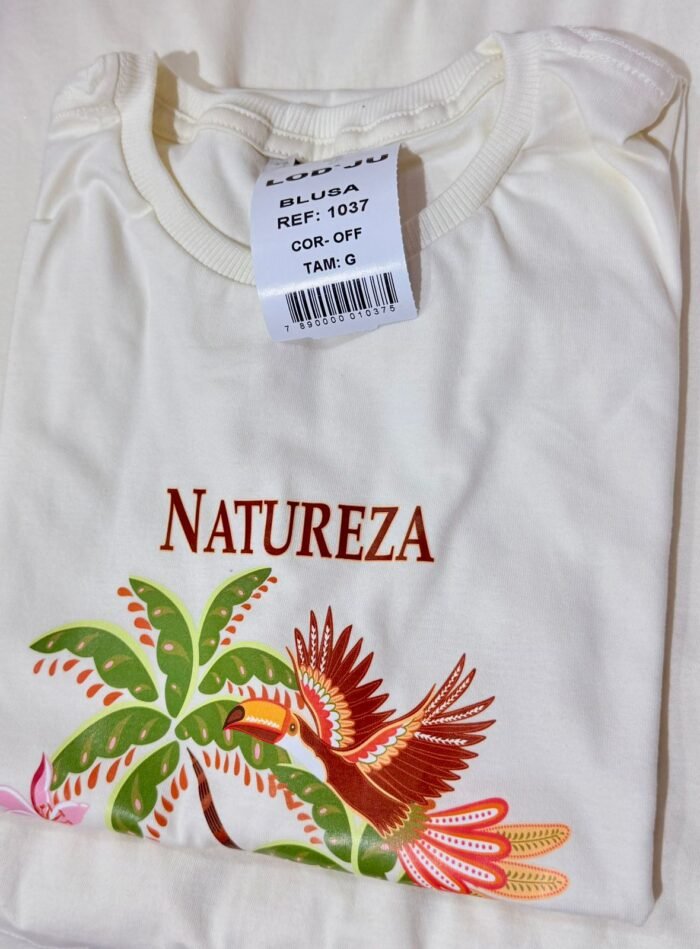 LOD·JU
BLUSA
REF: 1037
COR- OFF
TAM: G
7 890000 010375
NATUREZA